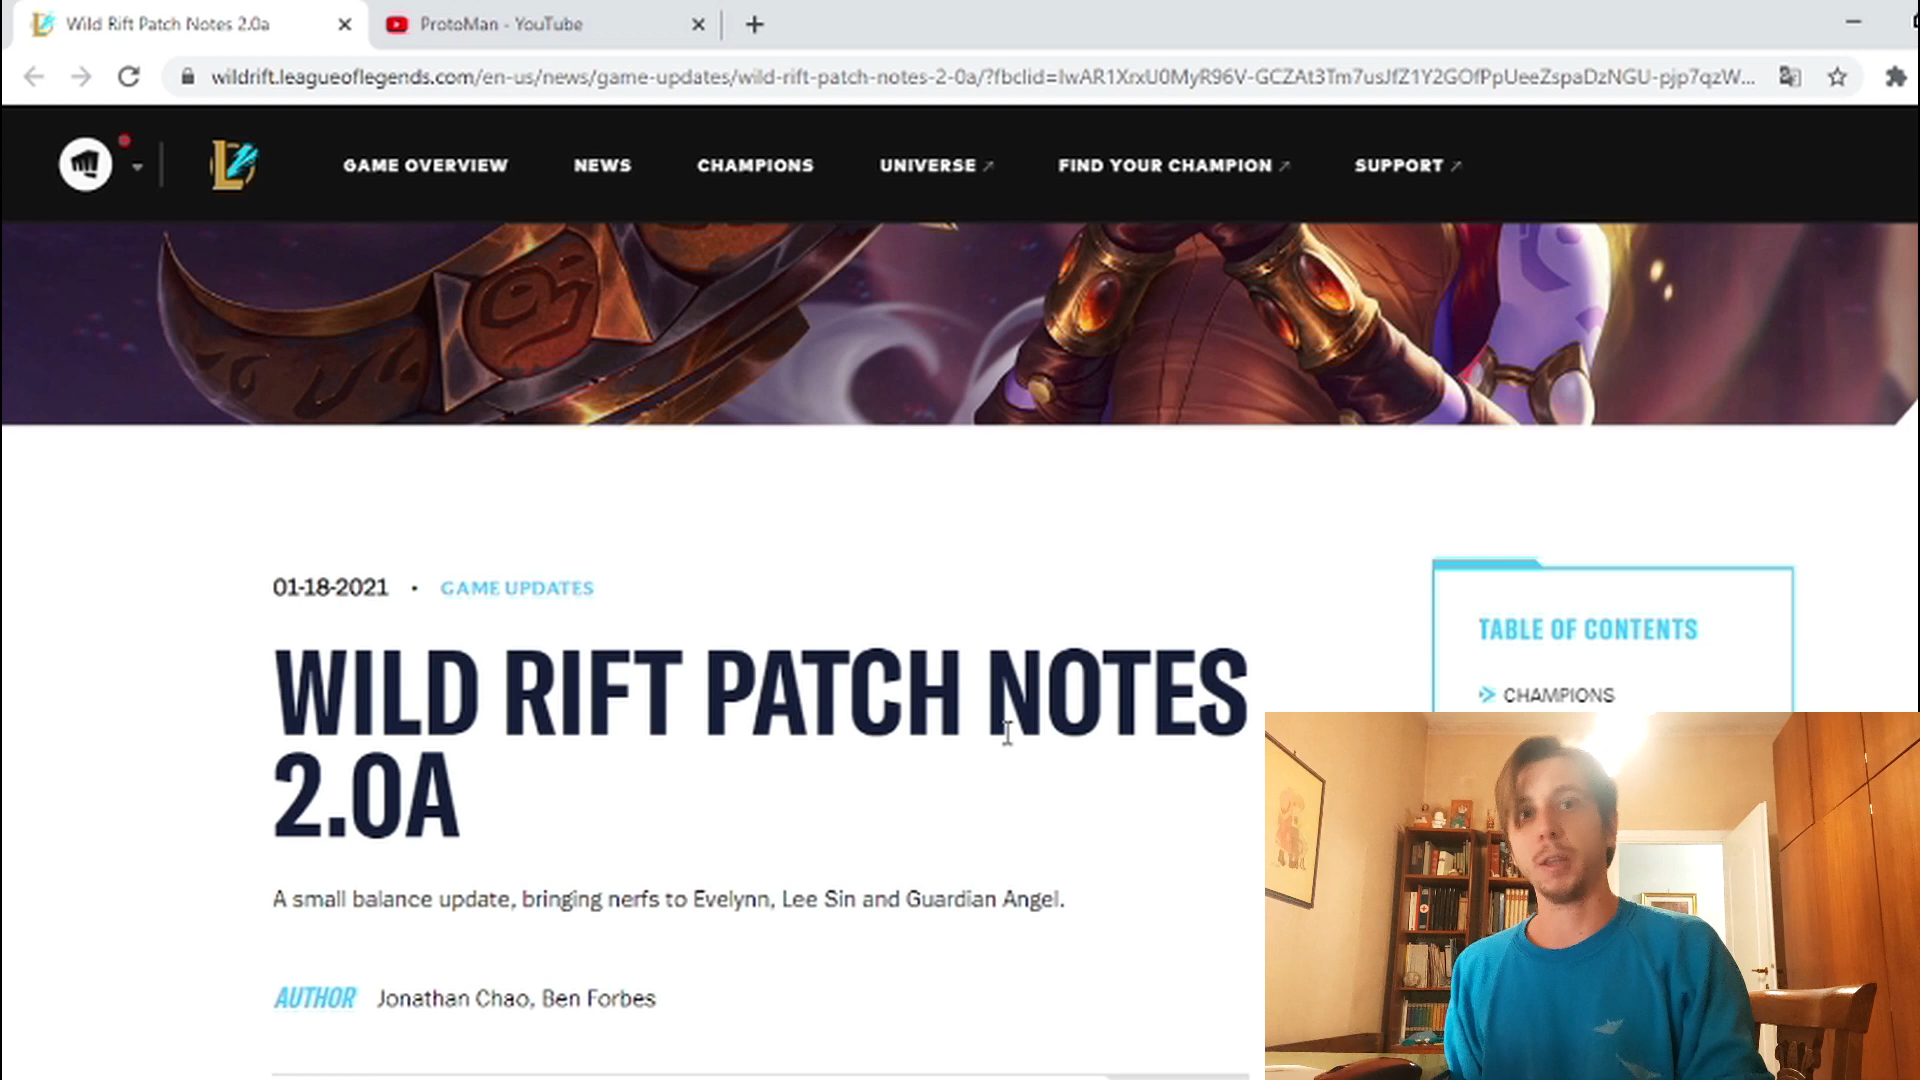 Wild Rift Patch Notes 2.0a
ProtoMan - YouTube
wildrift.leagueoflegends.com/en-us/news/game-updates/wild-rift-patch-notes-2-0a/?fbclid=IwAR1XrxU0MyR96V-GCZAt3Tm7usJfZ1Y2GOfPpUeeZspaDzNGU-pjp7qzW...
GAME OVERVIEW
NEWS
CHAMPIONS
UNIVERSE
FIND YOUR CHAMPION
SUPPORT
01-18-2021 • GAME UPDATES
WILD RIFT PATCH NOTES
2.0A
A small balance update, bringing nerfs to Evelynn, Lee Sin and Guardian Angel.
AUTHOR Jonathan Chao, Ben Forbes
TABLE OF CONTENTS
CHAMPIONS